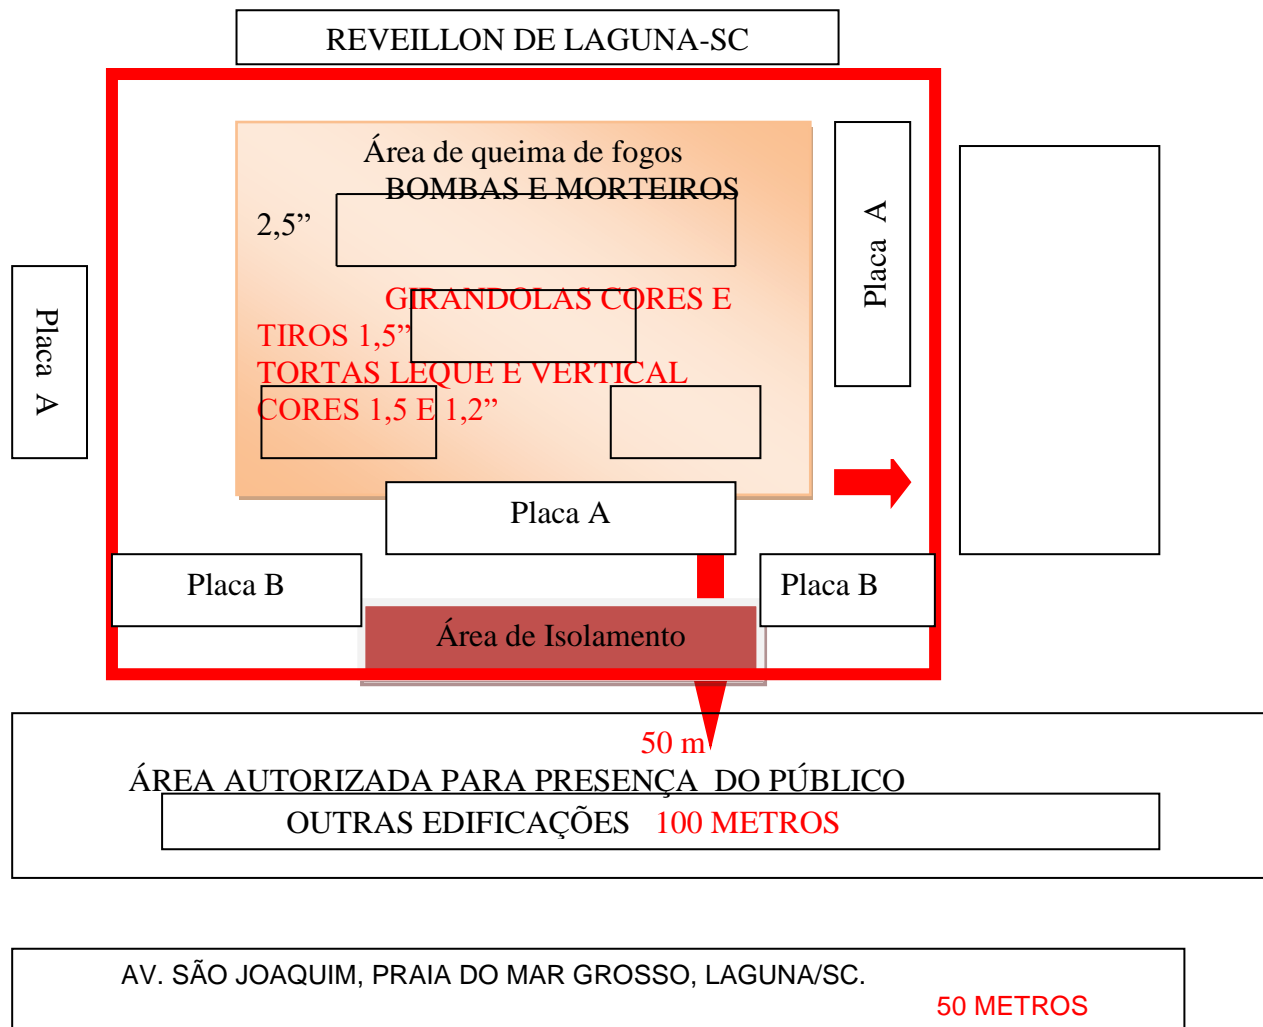 REVEILLON DE LAGUNA-SC
Área de queima de fogos
BOMBAS E MORTEIROS
2,5”
Placa A
Placa A
GIRANDOLAS CORES E
TIROS 1,5”
TORTAS LEQUE E VERTICAL
CORES 1,5 E 1,2”
Placa A
Placa B
Placa B
Área de Isolamento
50 m
ÁREA AUTORIZADA PARA PRESENÇA DO PÚBLICO
OUTRAS EDIFICAÇÕES 100 METROS
AV. SÃO JOAQUIM, PRAIA DO MAR GROSSO, LAGUNA/SC.
50 METROS